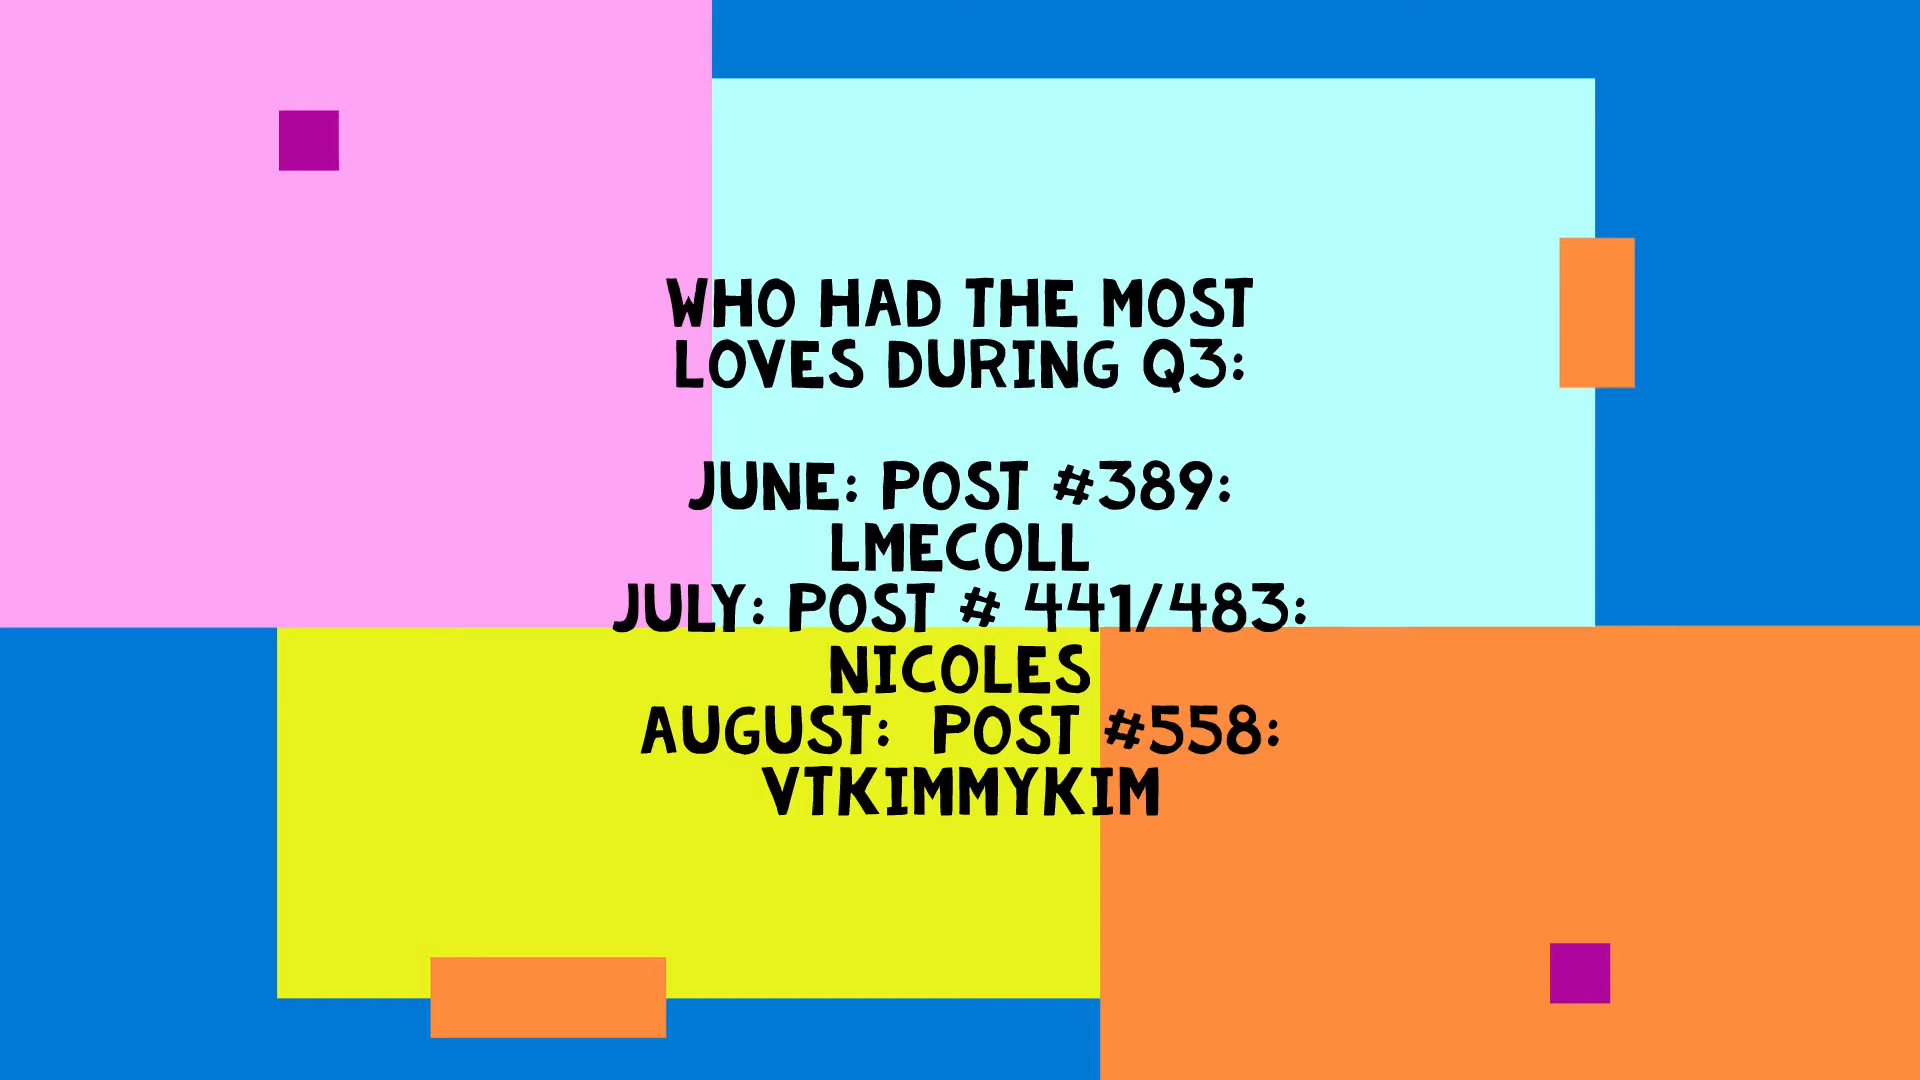 WHO HAD THE MOST
LOVES DURING Q3:
JUNE: POST #389:
LMECOLL
JULY: POST # 441/483:
NICOLES
AUGUST: POST #558:
VTKIMMYKIM